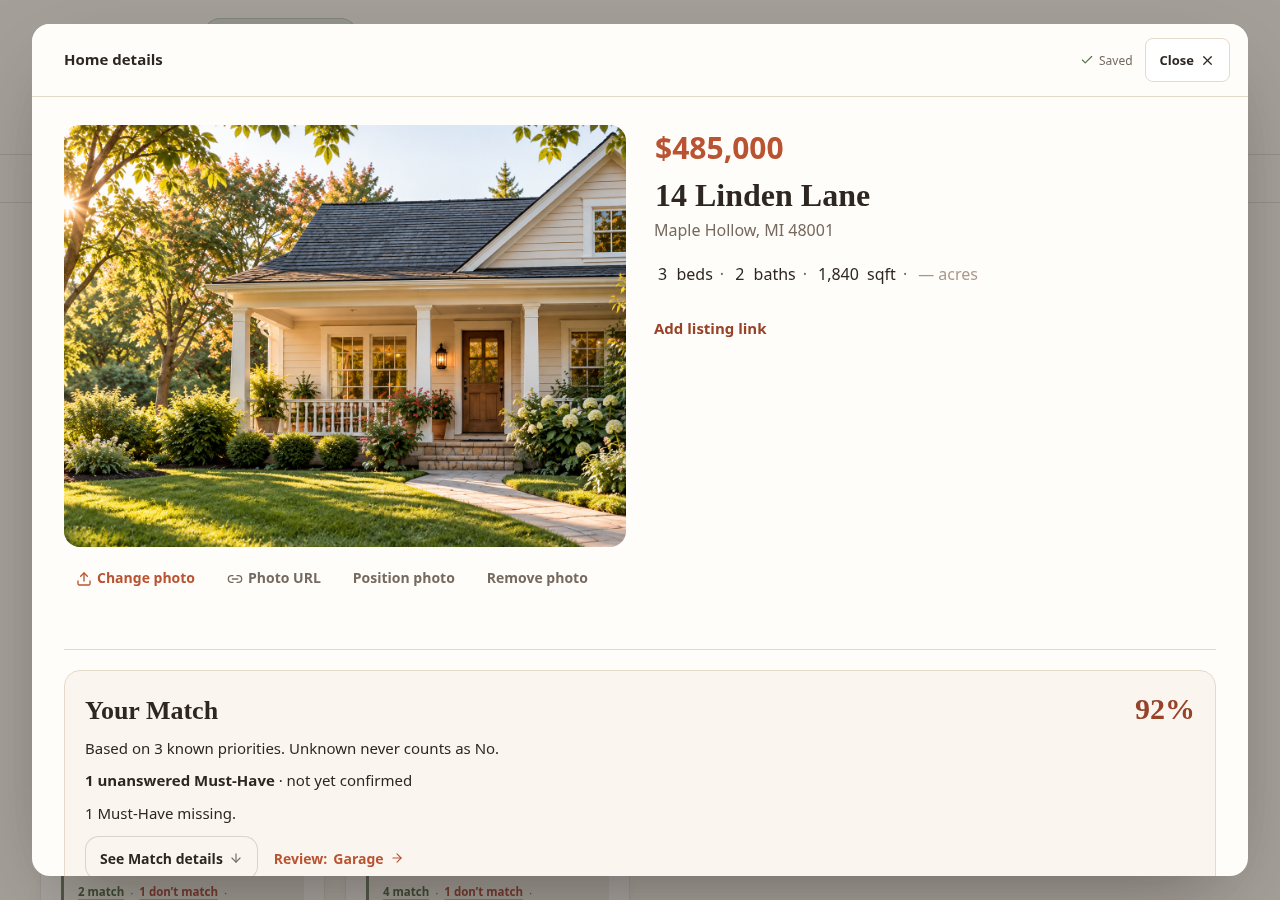 Home details
Saved
Close
$485,000
14 Linden Lane
Maple Hollow, MI 48001
3 beds · 2 baths · 1,840 sqft · — acres
Add listing link
Change photo Photo URL Position photo Remove photo
Your Match
92%
Based on 3 known priorities. Unknown never counts as No.
1 unanswered Must-Have · not yet confirmed
1 Must-Have missing.
See Match details ↓ Review: Garage →
2 match · 1 don't match · 4 match · 1 don't match ·